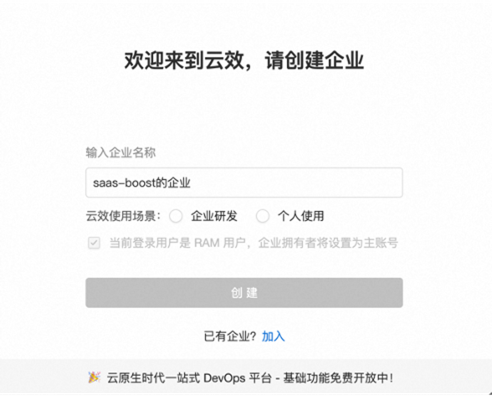 欢迎来到云效，请创建企业
输入企业名称
saas-boost的企业
云效使用场景： 企业研发 个人使用
当前登录用户是 RAM 用户，企业拥有者将设置为主账号
创 建
已有企业？加入
云原生时代一站式 DevOps 平台 - 基础功能免费开放中！